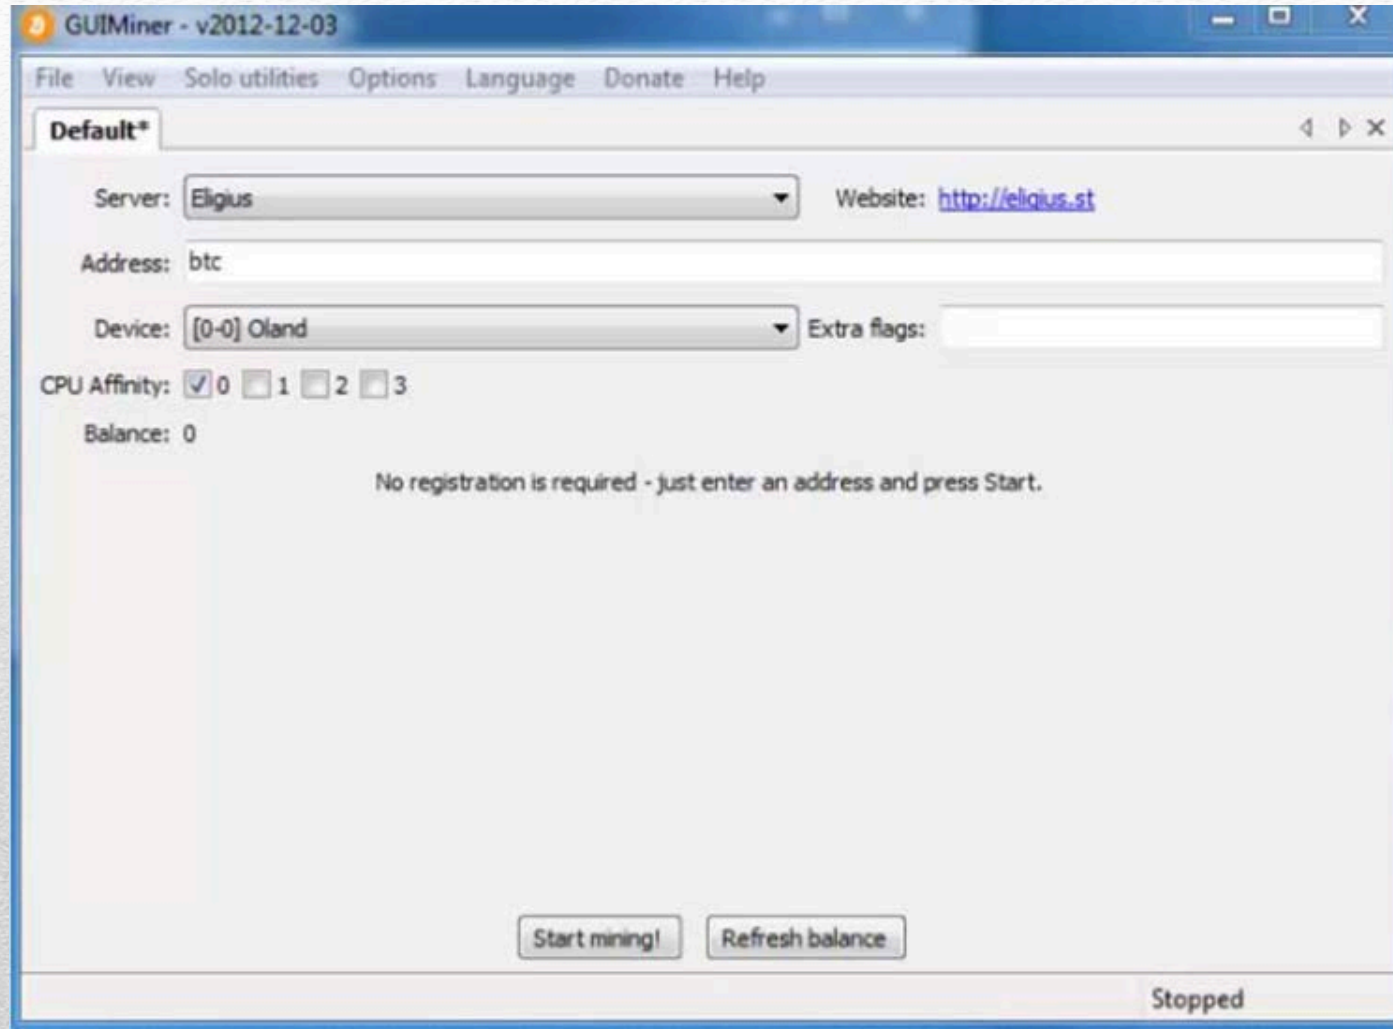 GUIMiner - v2012-12-03
File View Solo utilities Options Language Donate Help
Default*
Server: Eligius Website: http://eligius.st
Address: btc
Device: [0-0] Oland Extra flags:
CPU Affinity: 0 1 2 3
Balance: 0
No registration is required - just enter an address and press Start.
Start mining! Refresh balance
Stopped